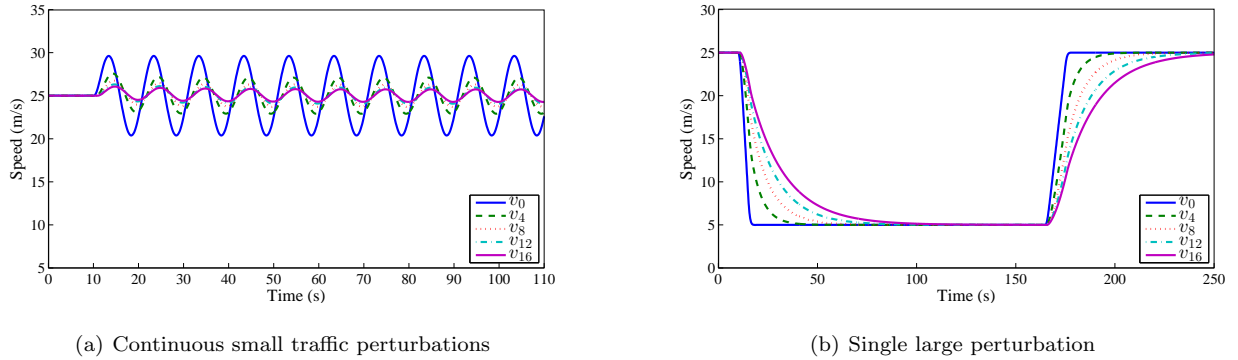 35
30
25
20
15
10
5
Speed (m/s)
0 10 20 30 40 50 60 70 80 90 100 110
Time (s)
v0
v4
v8
v12
v16
(a) Continuous small traffic perturbations
30
25
20
15
10
5
0
Speed (m/s)
0 50 100 150 200 250
Time (s)
v0
v4
v8
v12
v16
(b) Single large perturbation